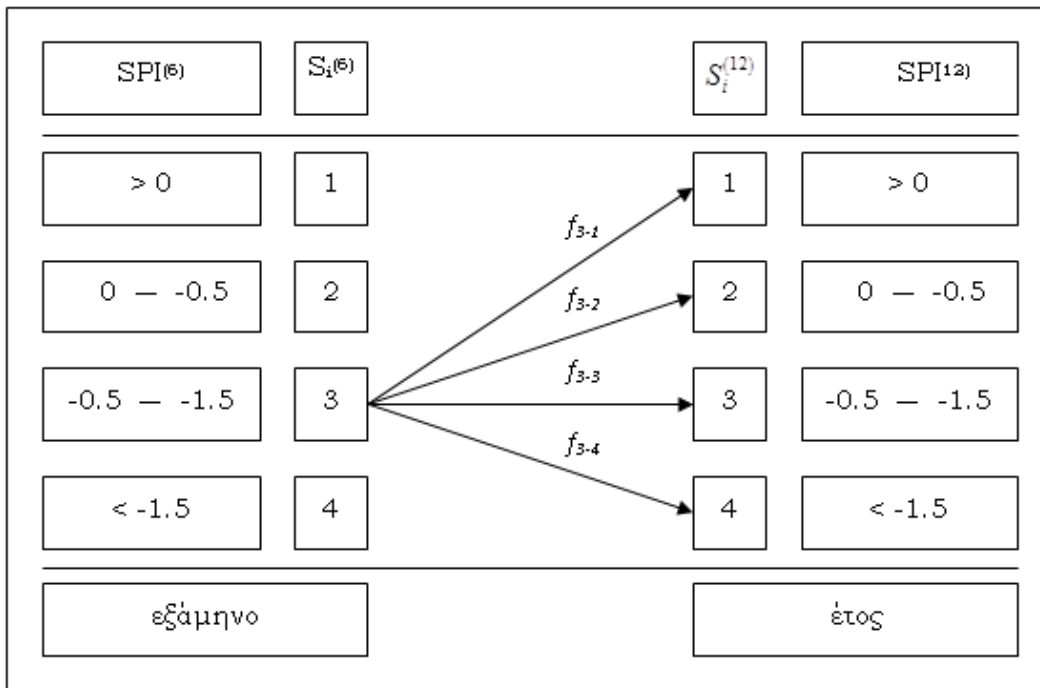 SPI(6) S_i(6) S_i^(12) SPI12)
> 0 1 1 > 0
f3-1
0 — -0.5 2 2 0 — -0.5
f3-2
-0.5 — -1.5 3 f3-3 3 -0.5 — -1.5
f3-4
< -1.5 4 4 < -1.5
εξάμηνο έτος